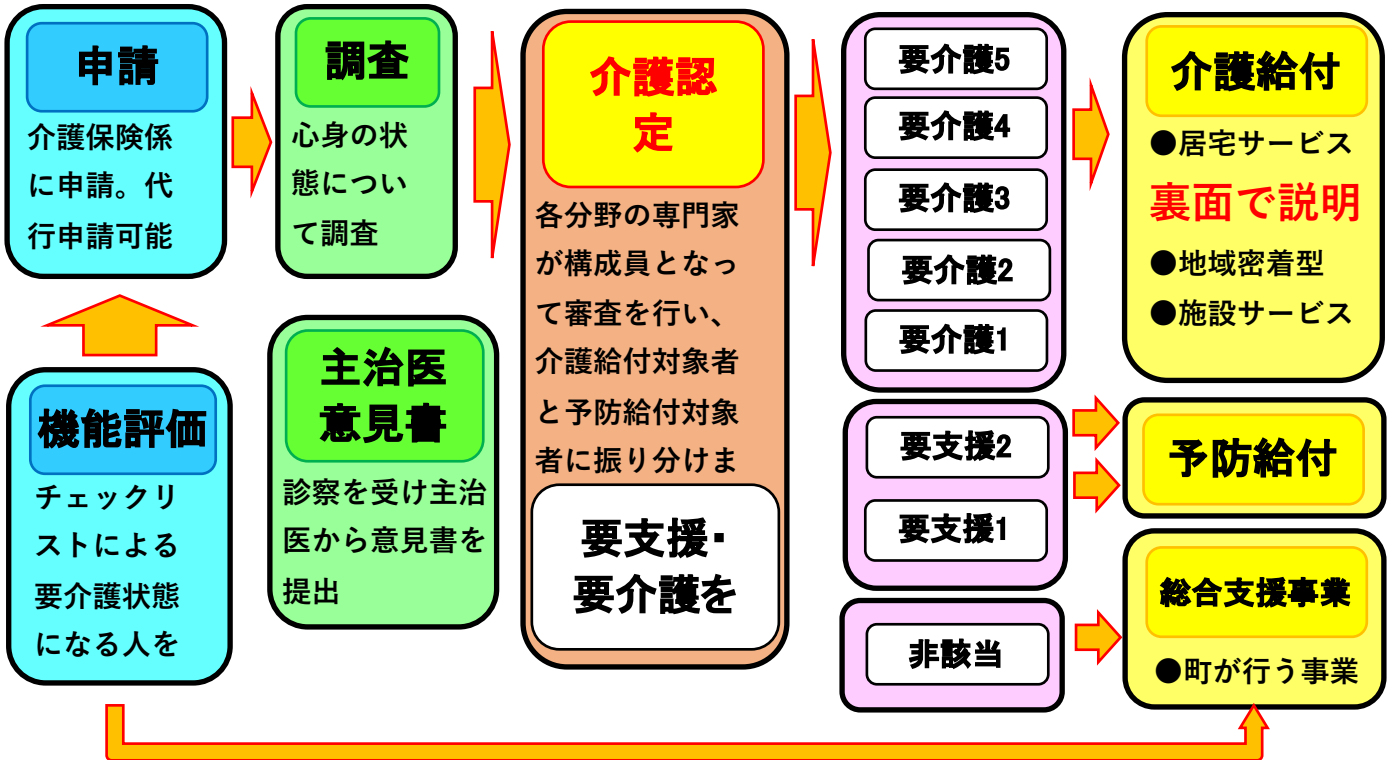 申請
介護保険係
に申請。代
行申請可能
機能評価
チェックリ
ストによる
要介護状態
になる人を
調査
心身の状
態につい
て調査
主治医
意見書
診察を受け主治
医から意見書を
提出
介護認
定
各分野の専門家
が構成員となっ
て審査を行い、
介護給付対象者
と予防給付対象
者に振り分けま
要支援・
要介護を
要介護5
要介護4
要介護3
要介護2
要介護1
要支援2
要支援1
非該当
介護給付
●居宅サービス
裏面で説明
●地域密着型
●施設サービス
予防給付
総合支援事業
●町が行う事業